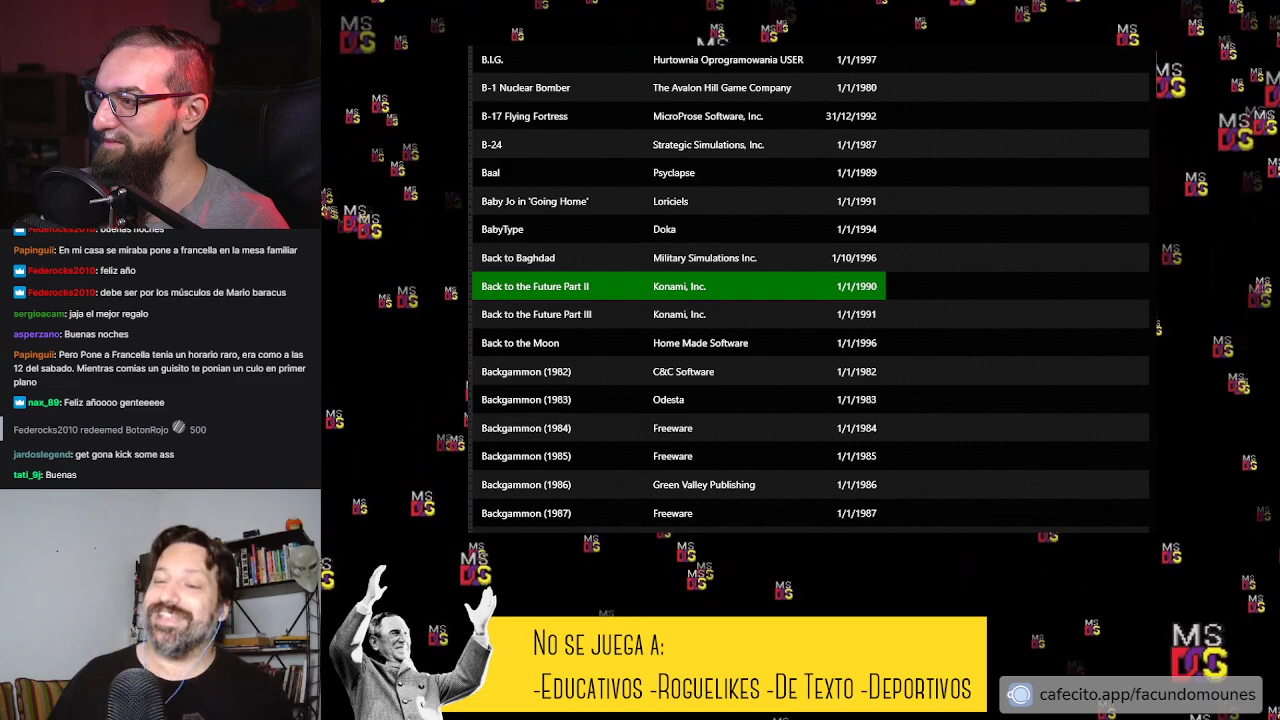 Federocks2010: buenas noches
Papinguii: En mi casa se miraba pone a francella en la mesa familiar
Federocks2010: feliz año
Federocks2010: debe ser por los músculos de Mario baracus
sergioacam: jaja el mejor regalo
asperzano: Buenas noches
Papinguii: Pero Pone a Francella tenia un horario raro, era como a las
12 del sabado. Mientras comias un guisito te ponian un culo en primer
plano
nax_89: Feliz añoooo genteeeee
Federocks2010 redeemed BotonRojo 500
jardoslegend: get gona kick some ass
tati_9j: Buenas
B.I.G. Hurtownia Oprogramowania USER 1/1/1997
B-1 Nuclear Bomber The Avalon Hill Game Company 1/1/1980
B-17 Flying Fortress MicroProse Software, Inc. 31/12/1992
B-24 Strategic Simulations, Inc. 1/1/1987
Baal Psyclapse 1/1/1989
Baby Jo in 'Going Home' Loriciels 1/1/1991
BabyType Doka 1/1/1994
Back to Baghdad Military Simulations Inc. 1/10/1996
Back to the Future Part II Konami, Inc. 1/1/1990
Back to the Future Part III Konami, Inc. 1/1/1991
Back to the Moon Home Made Software 1/1/1996
Backgammon (1982) C&C Software 1/1/1982
Backgammon (1983) Odesta 1/1/1983
Backgammon (1984) Freeware 1/1/1984
Backgammon (1985) Freeware 1/1/1985
Backgammon (1986) Green Valley Publishing 1/1/1986
Backgammon (1987) Freeware 1/1/1987
No se juega a:
-Educativos -Roguelikes -De Texto -Deportivos
MS
DOS
cafecito.app/facundomounes